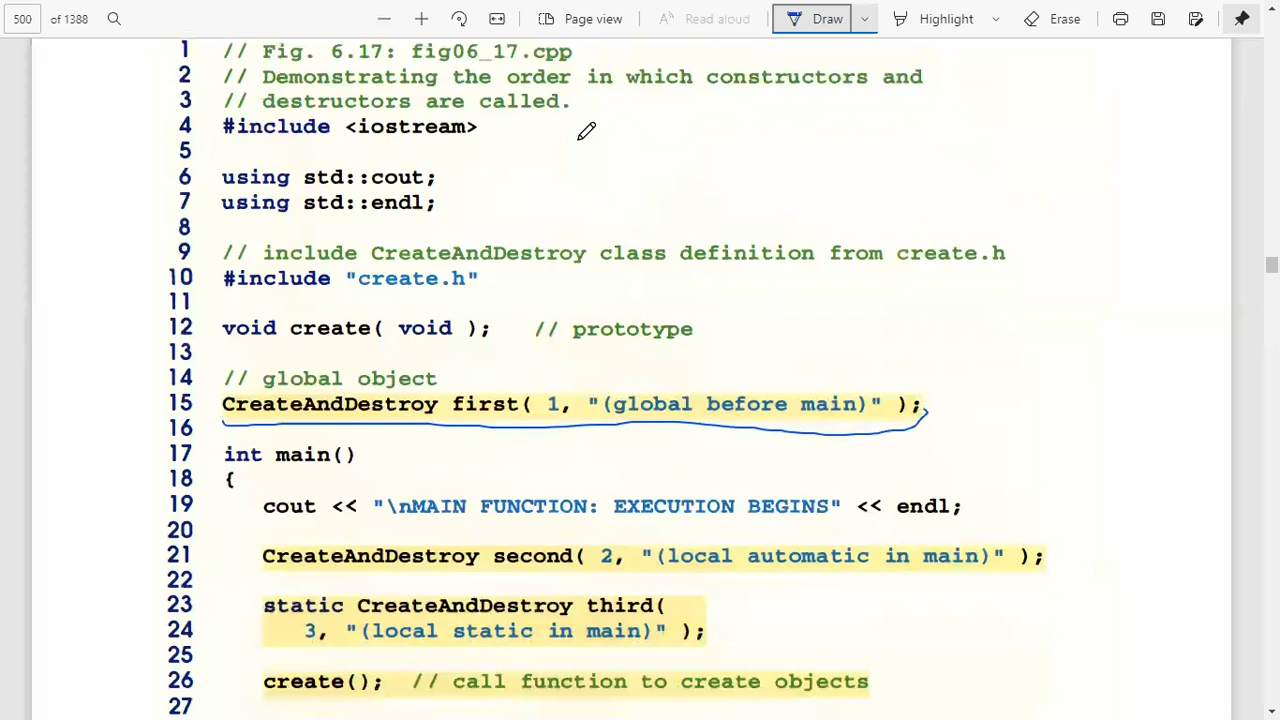 500 of 1388 Page view Read aloud Draw Highlight Erase
1 // Fig. 6.17: fig06_17.cpp
2 // Demonstrating the order in which constructors and
3 // destructors are called.
4 #include <iostream>
5
6 using std::cout;
7 using std::endl;
8
9 // include CreateAndDestroy class definition from create.h
10 #include "create.h"
11
12 void create( void ); // prototype
13
14 // global object
15 CreateAndDestroy first( 1, "(global before main)" );
16
17 int main()
18 {
19 cout << "\nMAIN FUNCTION: EXECUTION BEGINS" << endl;
20
21 CreateAndDestroy second( 2, "(local automatic in main)" );
22
23 static CreateAndDestroy third(
24 3, "(local static in main)" );
25
26 create(); // call function to create objects
27